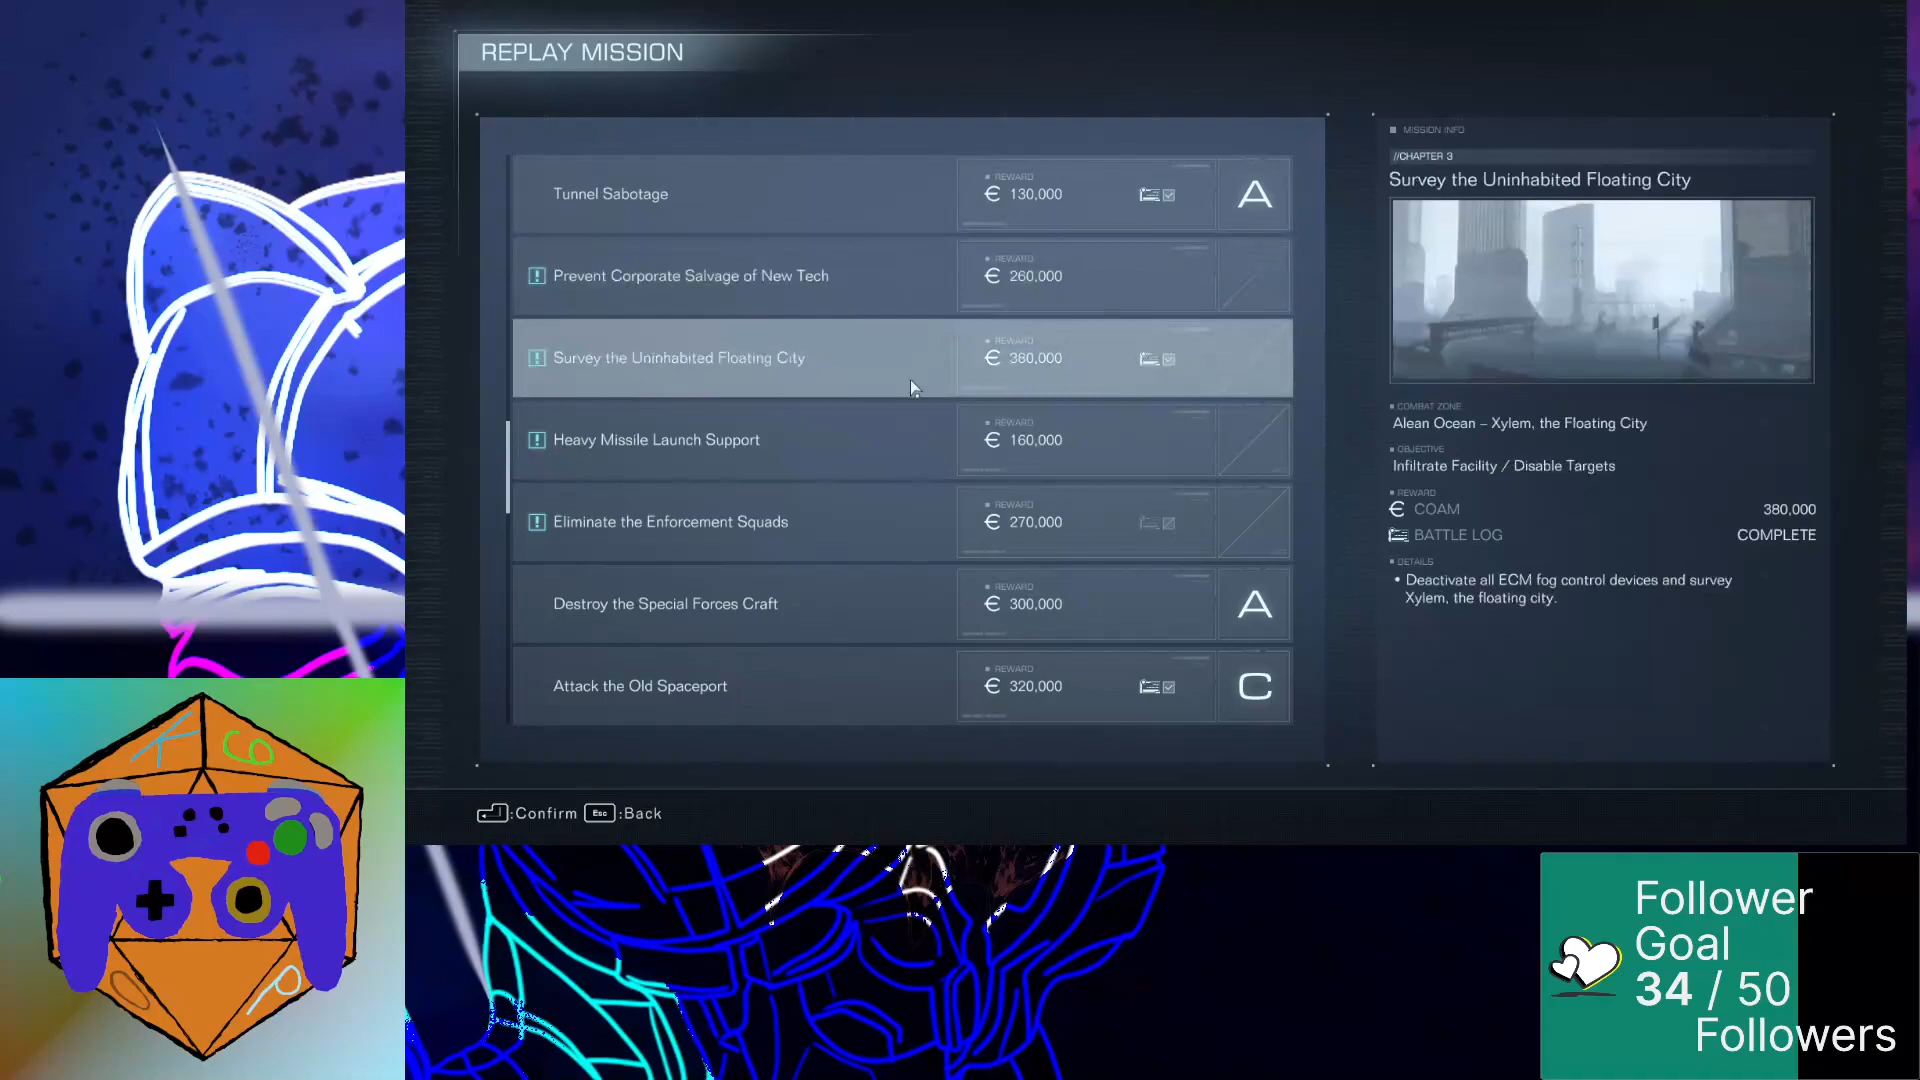 REPLAY MISSION
Tunnel Sabotage
REWARD
130,000
A
Prevent Corporate Salvage of New Tech
REWARD
260,000
Survey the Uninhabited Floating City
REWARD
380,000
Heavy Missile Launch Support
REWARD
160,000
Eliminate the Enforcement Squads
REWARD
270,000
Destroy the Special Forces Craft
REWARD
300,000
A
Attack the Old Spaceport
REWARD
320,000
C
MISSION INFO
//CHAPTER 3
Survey the Uninhabited Floating City
COMBAT ZONE
Alean Ocean – Xylem, the Floating City
OBJECTIVE
Infiltrate Facility / Disable Targets
REWARD
COAM 380,000
BATTLE LOG COMPLETE
DETAILS
• Deactivate all ECM fog control devices and survey
Xylem, the floating city.
:Confirm Esc :Back
K
GO
O
P
Follower
Goal
34 / 50
Followers